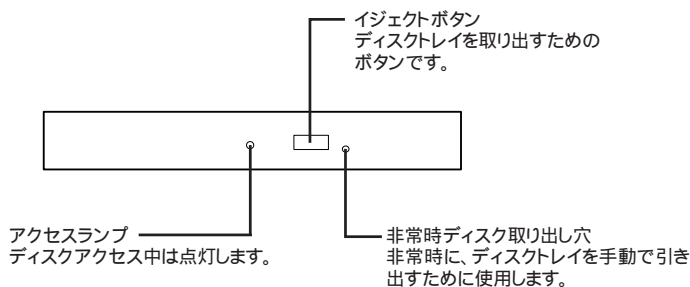 イジェクトボタン
ディスクトレイを取り出すための
ボタンです。
アクセスランプ
ディスクアクセス中は点灯します。
非常時ディスク取り出し穴
非常時に、ディスクトレイを手動で引き
出すために使用します。